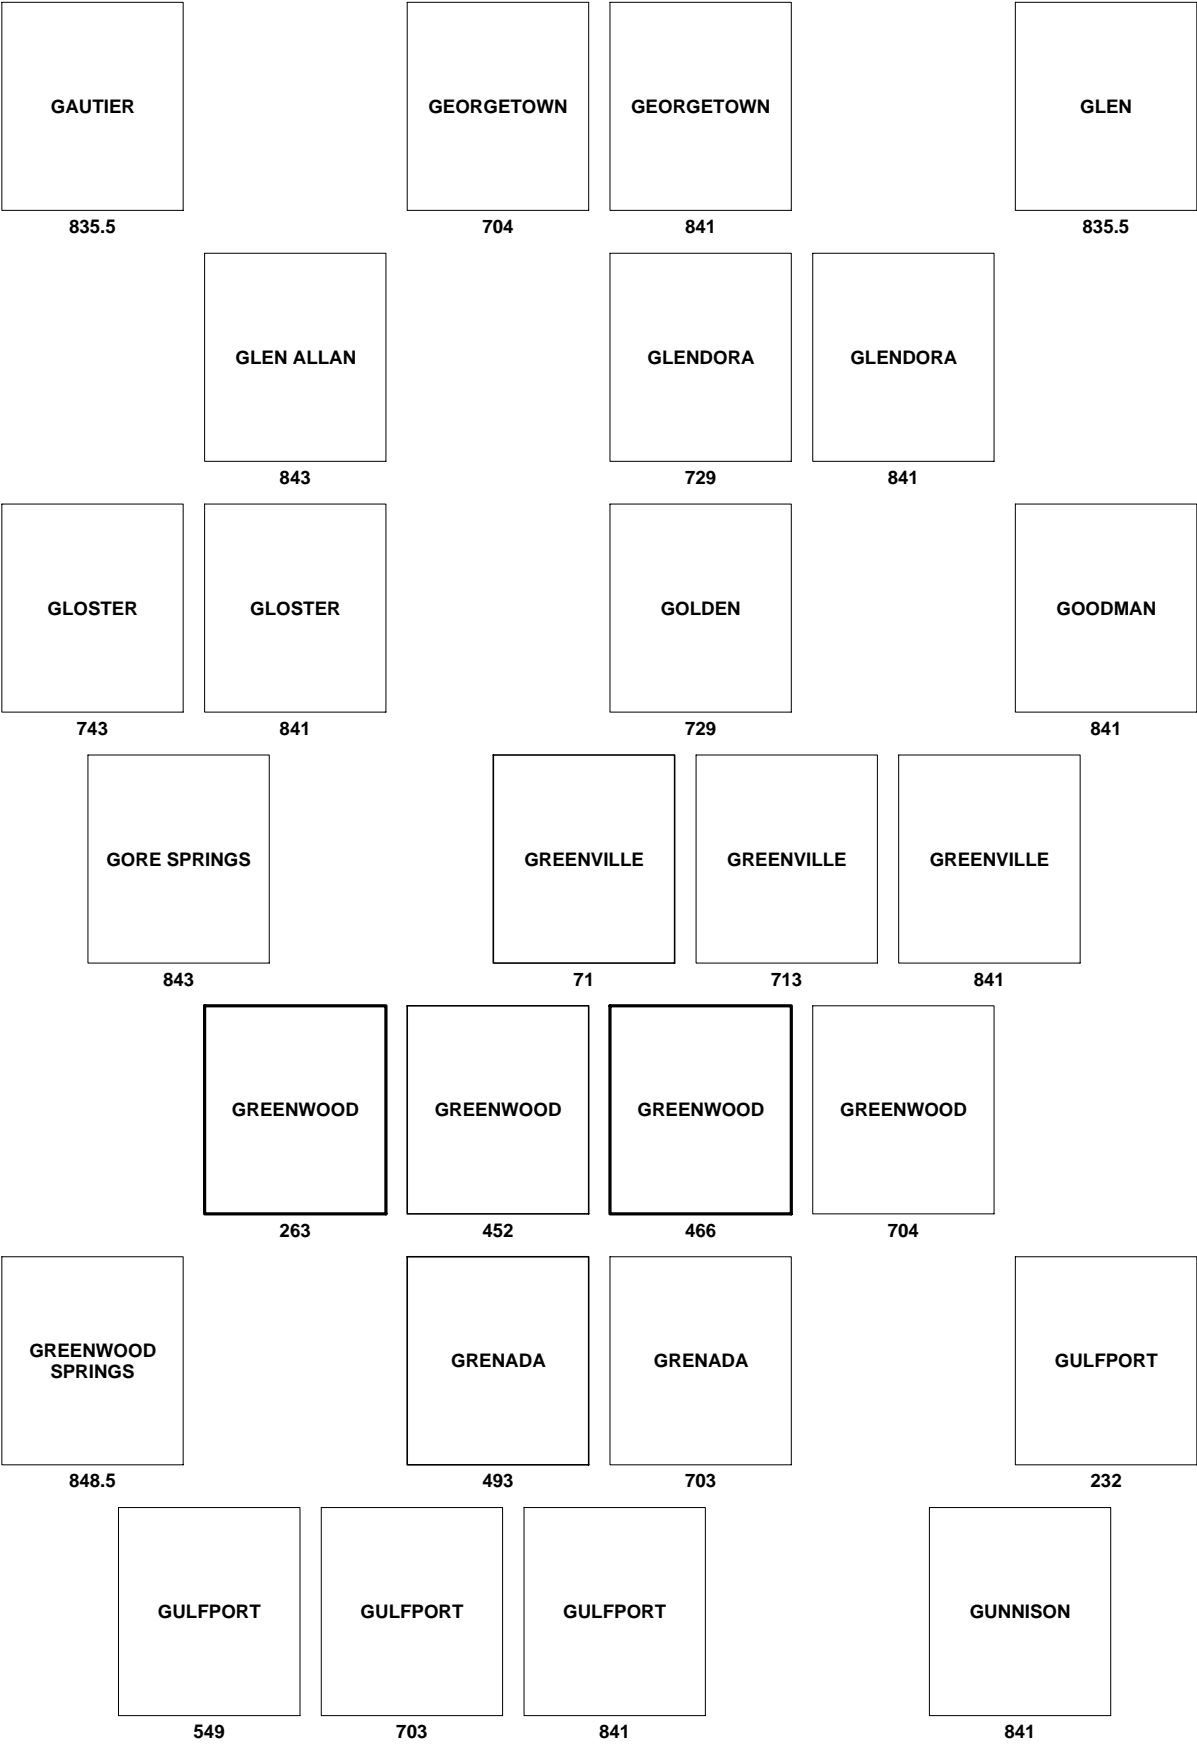 GAUTIER
GEORGETOWN
GEORGETOWN
GLEN
835.5
704
841
835.5
GLEN ALLAN
GLENDORA
GLENDORA
843
729
841
GLOSTER
GLOSTER
GOLDEN
GOODMAN
743
841
729
841
GORE SPRINGS
GREENVILLE
GREENVILLE
GREENVILLE
843
71
713
841
GREENWOOD
GREENWOOD
GREENWOOD
GREENWOOD
263
452
466
704
GREENWOOD
SPRINGS
GRENADA
GRENADA
GULFPORT
848.5
493
703
232
GULFPORT
GULFPORT
GULFPORT
GUNNISON
549
703
841
841